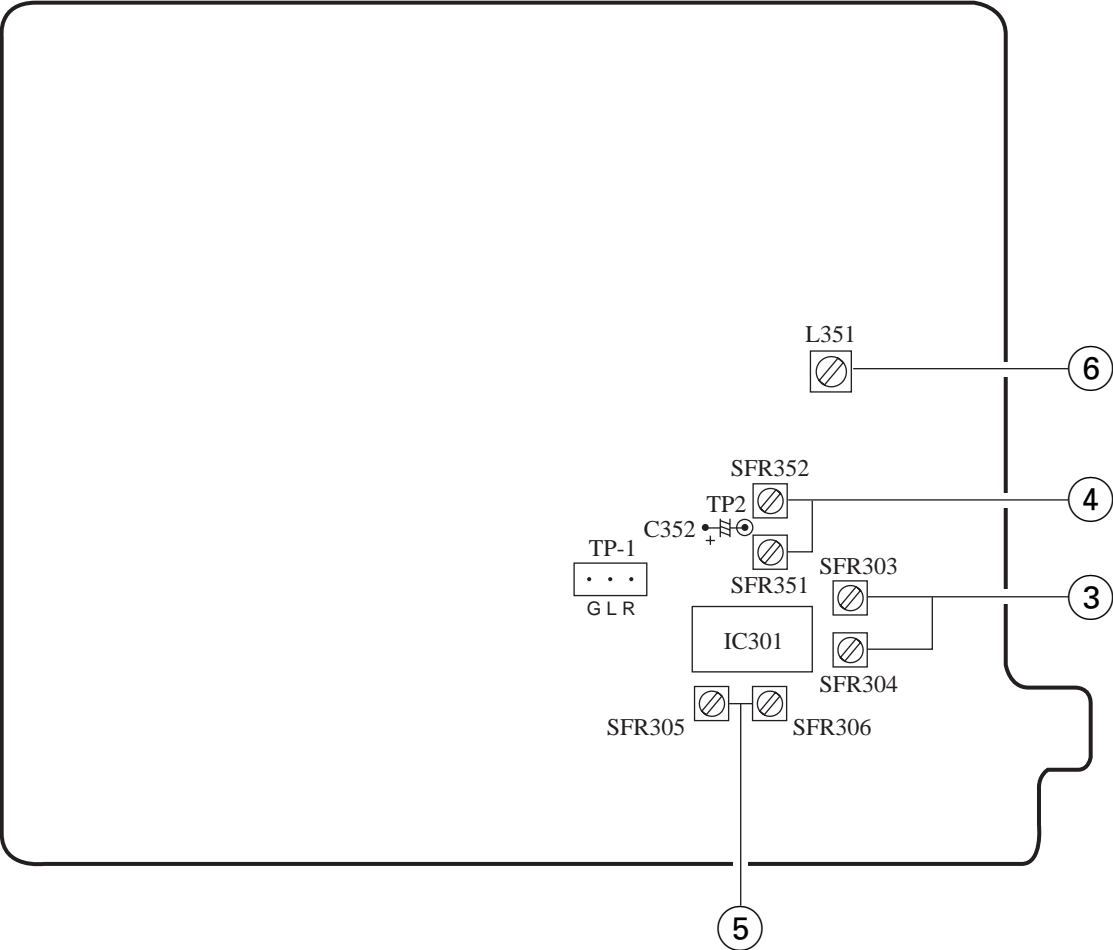 L351
6
SFR352
4
TP2
C352
+
TP-1
SFR351
SFR303
3
G L R
IC301
SFR304
SFR305
SFR306
5